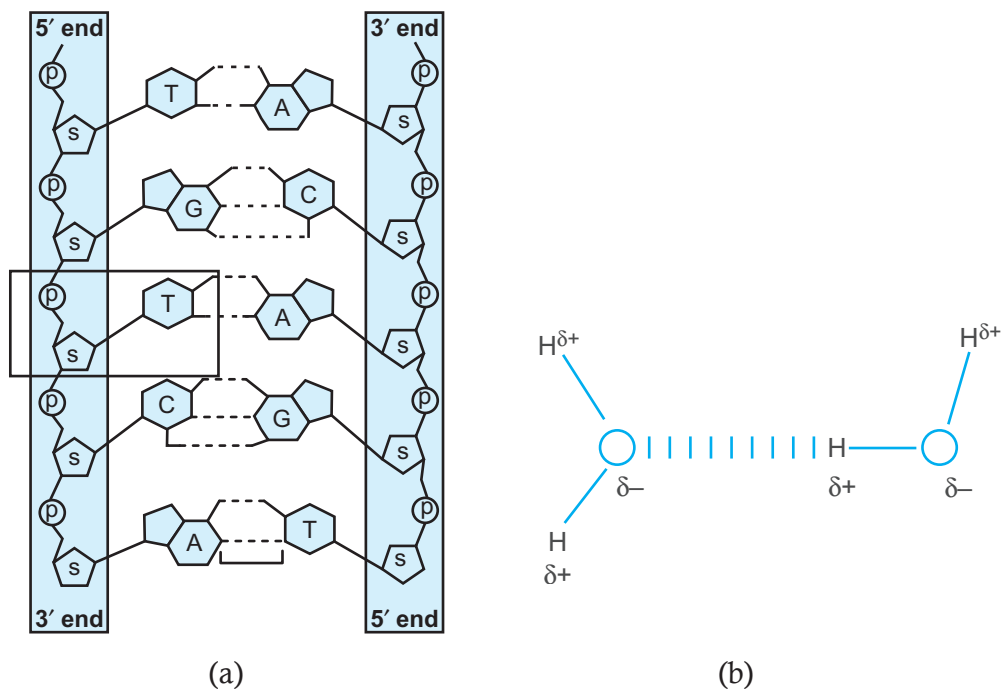 5′ end 3′ end
p p
T A
s s
p p
G C
s s
p p
T A
s s
p p
C G
s s
p p
A T
s s
3′ end 5′ end
(a)
Hδ+ Hδ+
H
δ– δ+ δ–
H
δ+
(b)